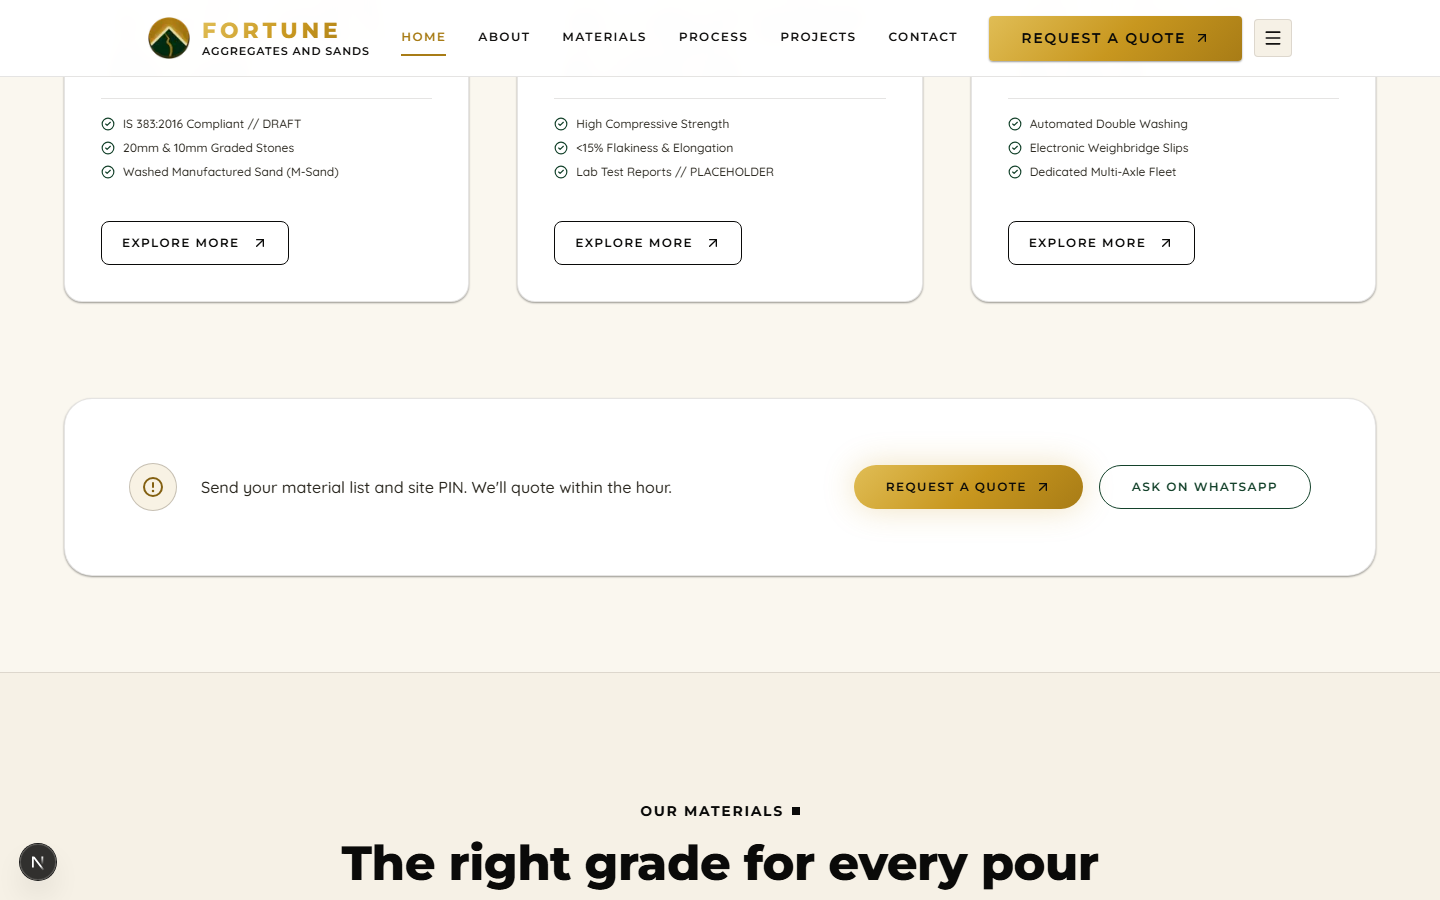 FORTUNE
AGGREGATES AND SANDS
HOME
ABOUT
MATERIALS
PROCESS
PROJECTS
CONTACT
REQUEST A QUOTE
IS 383:2016 Compliant // DRAFT
20mm & 10mm Graded Stones
Washed Manufactured Sand (M-Sand)
EXPLORE MORE
High Compressive Strength
<15% Flakiness & Elongation
Lab Test Reports // PLACEHOLDER
EXPLORE MORE
Automated Double Washing
Electronic Weighbridge Slips
Dedicated Multi-Axle Fleet
EXPLORE MORE
Send your material list and site PIN. We'll quote within the hour.
REQUEST A QUOTE
ASK ON WHATSAPP
OUR MATERIALS
The right grade for every pour
N